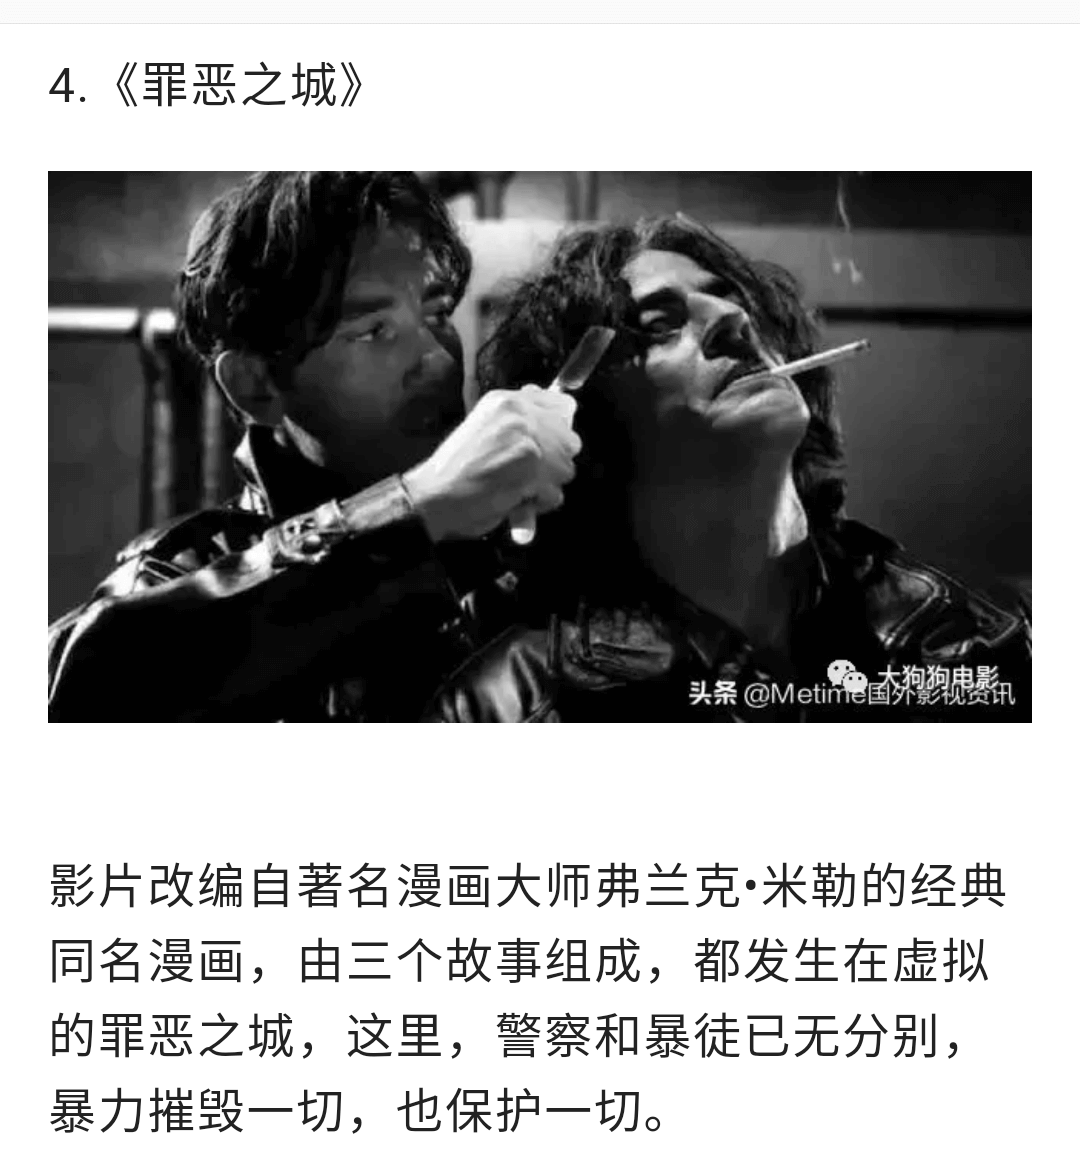 4.《罪恶之城》
大狗狗电影
头条 @Metime国外影视资讯
影片改编自著名漫画大师弗兰克•米勒的经典
同名漫画，由三个故事组成，都发生在虚拟
的罪恶之城，这里，警察和暴徒已无分别，
暴力摧毁一切，也保护一切。